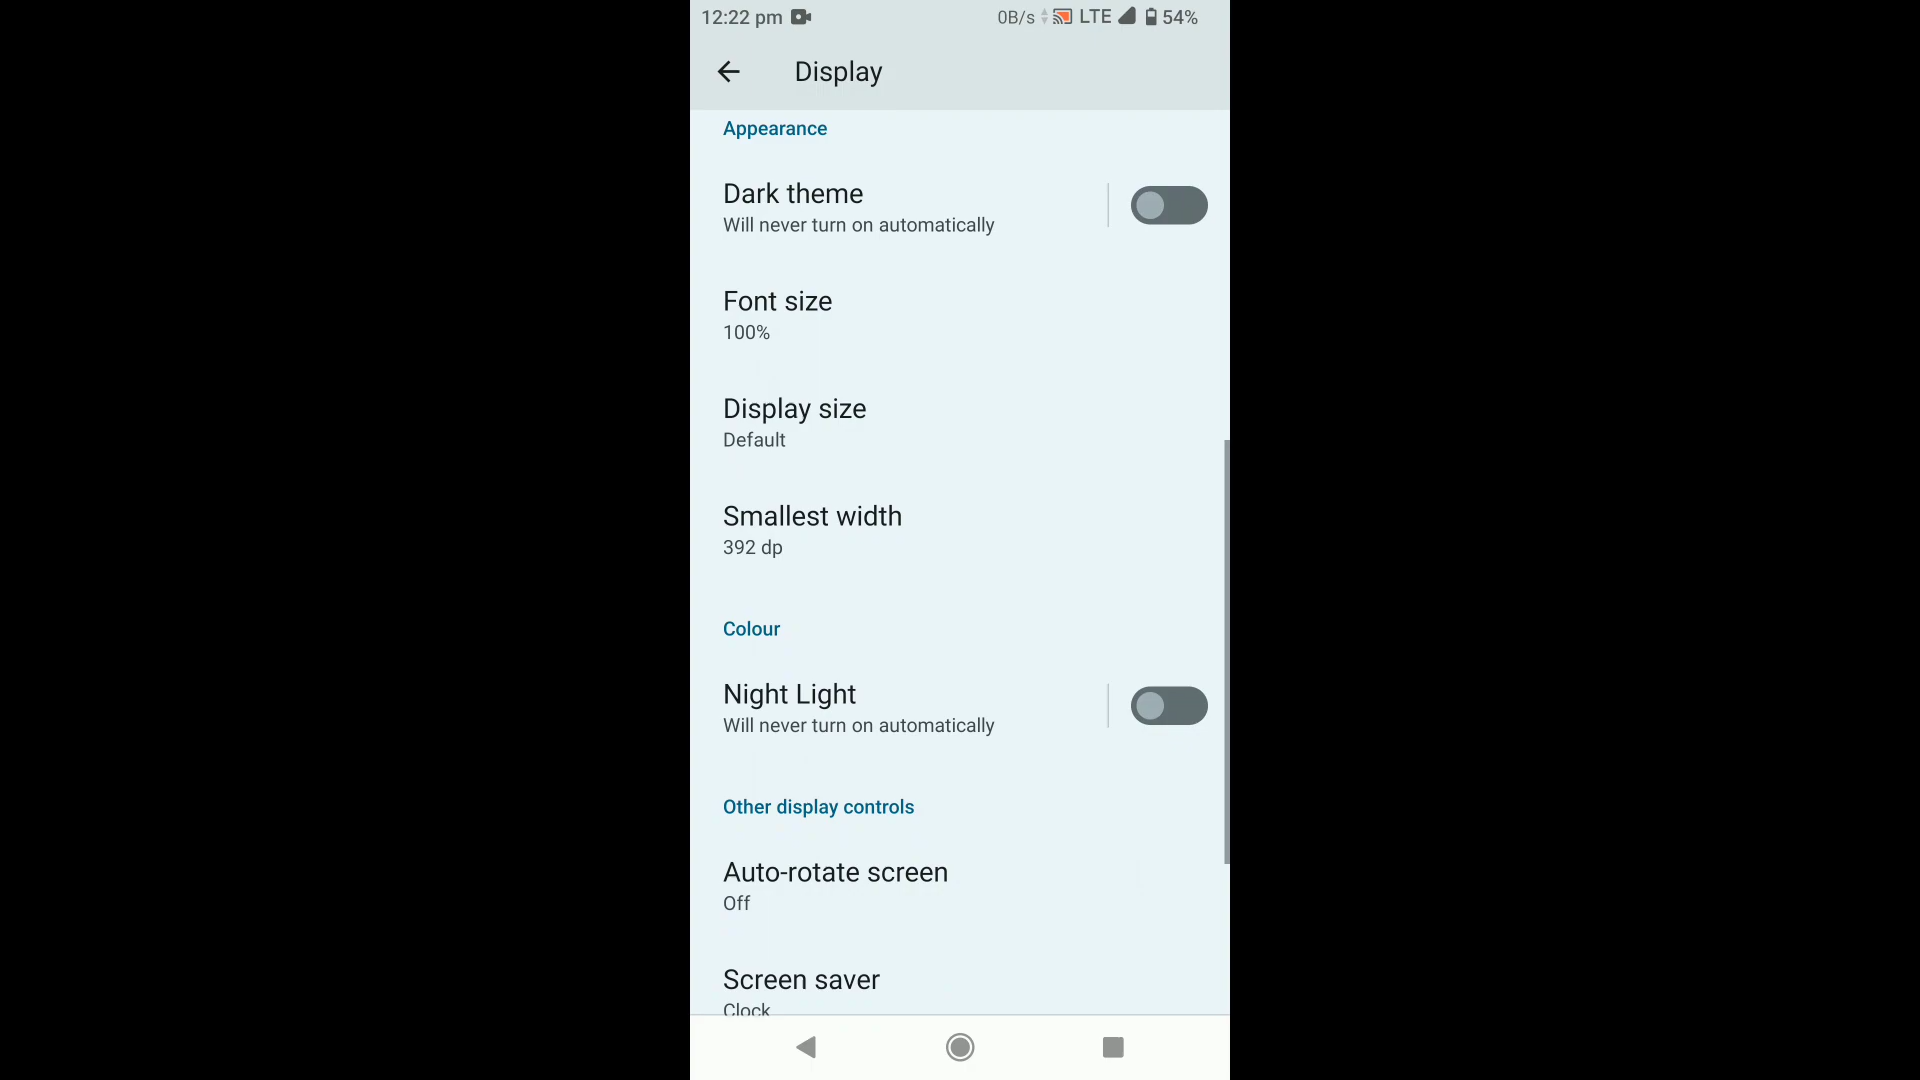 12:22 pm 0B/s LTE 54%
Display
Appearance
Dark theme
Will never turn on automatically
Font size
100%
Display size
Default
Smallest width
392 dp
Colour
Night Light
Will never turn on automatically
Other display controls
Auto-rotate screen
Off
Screen saver
Clock